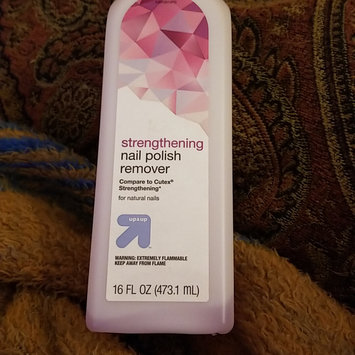 strengthening
nail polish
remover
Compare to Cutex®
Strengthening*
for natural nails
up&up
WARNING: EXTREMELY FLAMMABLE
KEEP AWAY FROM FLAME
16 FL OZ (473.1 mL)